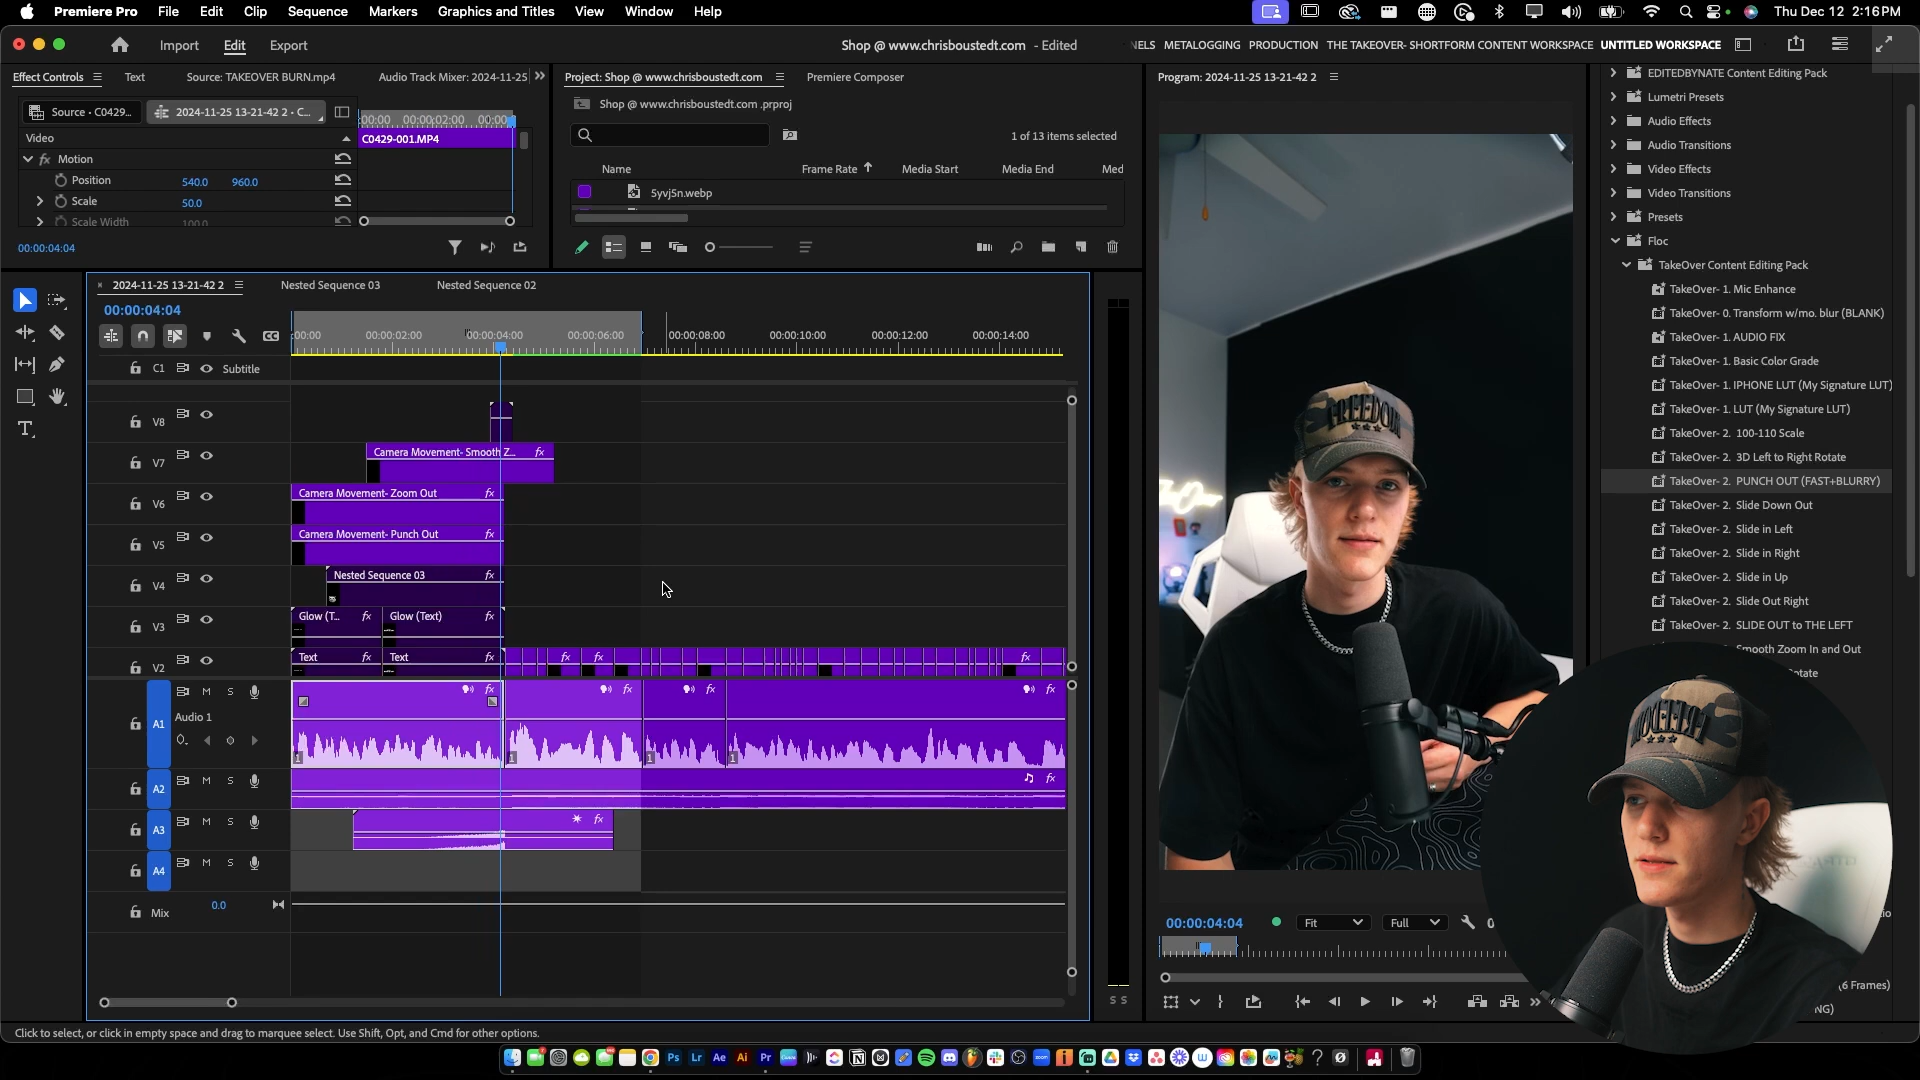 Premiere Pro File Edit Clip Sequence Markers Graphics and Titles View Window Help
Thu Dec 12 2:16 PM
Import Edit Export
Shop @ www.chrisboustedt.com - Edited
NELS METALOGGING PRODUCTION THE TAKEOVER- SHORTFORM CONTENT WORKSPACE UNTITLED WORKSPACE
Effect Controls Text Source: TAKEOVER BURN.mp4 Audio Track Mixer: 2024-11-25
Source • C0429... 2024-11-25 13-21-42 2 • C...
:00:00 00:00:02:00 00:00
Video
C0429-001.MP4
fx Motion
Position 540.0 960.0
Scale 50.0
Scale Width 100.0
00:00:04:04
Project: Shop @ www.chrisboustedt.com Premiere Composer
Shop @ www.chrisboustedt.com .prproj
1 of 13 items selected
Name Frame Rate Media Start Media End Med
5yvj5n.webp
Program: 2024-11-25 13-21-42 2
EDITEDBYNATE Content Editing Pack
Lumetri Presets
Audio Effects
Audio Transitions
Video Effects
Video Transitions
Presets
Floc
TakeOver Content Editing Pack
TakeOver- 1. Mic Enhance
TakeOver- 0. Transform w/mo. blur (BLANK)
TakeOver- 1. AUDIO FIX
TakeOver- 1. Basic Color Grade
TakeOver- 1. IPHONE LUT (My Signature LUT)
TakeOver- 1. LUT (My Signature LUT)
TakeOver- 2. 100-110 Scale
TakeOver- 2. 3D Left to Right Rotate
TakeOver- 2. PUNCH OUT (FAST+BLURRY)
TakeOver- 2. Slide Down Out
TakeOver- 2. Slide in Left
TakeOver- 2. Slide in Right
TakeOver- 2. Slide in Up
TakeOver- 2. Slide Out Right
TakeOver- 2. SLIDE OUT to THE LEFT
Smooth Zoom In and Out
otate
io
(6 Frames)
NG)
2024-11-25 13-21-42 2 Nested Sequence 03 Nested Sequence 02
00:00:04:04
:00:00 00:00:02:00 00:00:04:00 00:00:06:00 00:00:08:00 00:00:10:00 00:00:12:00 00:00:14:00
C1 Subtitle
V8
V7 Camera Movement- Smooth Z... fx
V6 Camera Movement- Zoom Out fx
V5 Camera Movement- Punch Out fx
V4 Nested Sequence 03 fx
V3 Glow (T... fx Glow (Text) fx
V2 Text fx Text fx fx fx fx
A1 M S fx fx fx fx
Audio 1
A2 M S fx
A3 M S fx
A4 M S
Mix 0.0
S S
FREEDOM
00:00:04:04 Fit Full 0
Click to select, or click in empty space and drag to marquee select. Use Shift, Opt, and Cmd for other options.
Ps Lr Ae Ai Pr